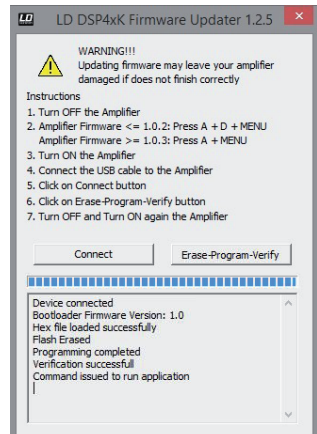 LD LD DSP4xK Firmware Updater 1.2.5
WARNING!!!
Updating firmware may leave your amplifier
damaged if does not finish correctly
Instructions
1. Turn OFF the Amplifier
2. Amplifier Firmware <= 1.0.2: Press A + D + MENU
Amplifier Firmware >= 1.0.3: Press A + MENU
3. Turn ON the Amplifier
4. Connect the USB cable to the Amplifier
5. Click on Connect button
6. Click on Erase-Program-Verify button
7. Turn OFF and Turn ON again the Amplifier
Connect Erase-Program-Verify
Device connected
Bootloader Firmware Version: 1.0
Hex file loaded successfully
Flash Erased
Programming completed
Verification successfull
Command issued to run application